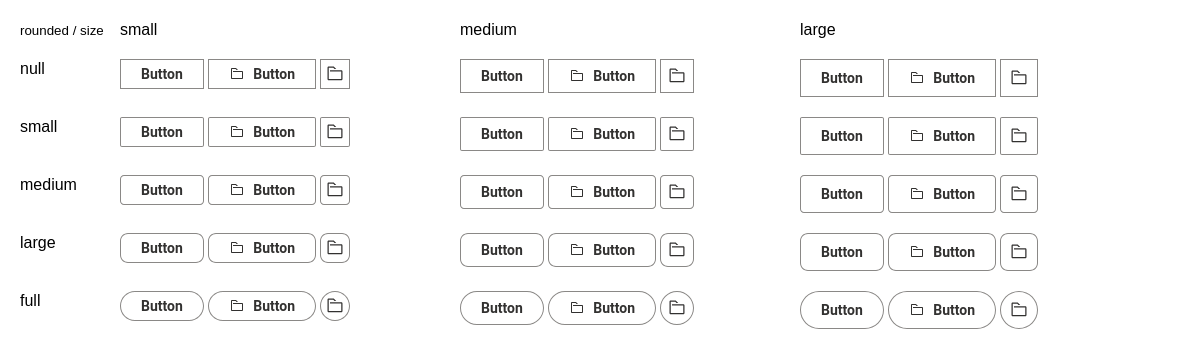 rounded / size small medium large
null Button Button Button Button Button Button
small Button Button Button Button Button Button
medium Button Button Button Button Button Button
large Button Button Button Button Button Button
full Button Button Button Button Button Button